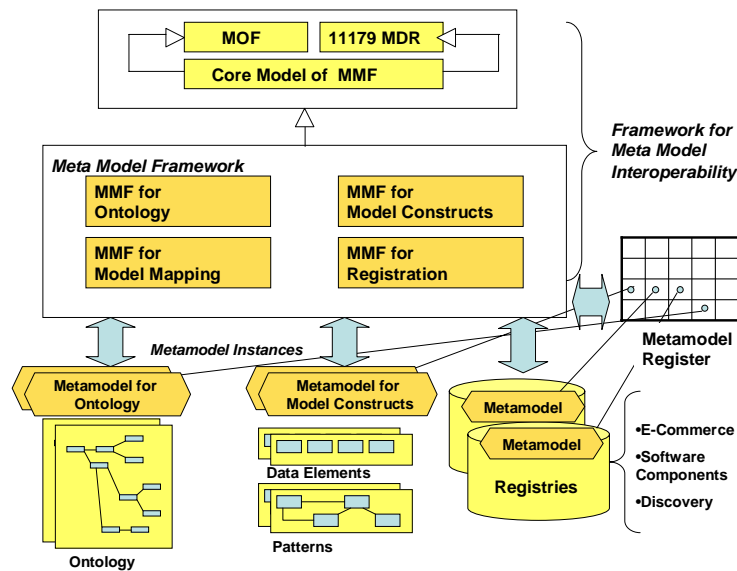 MOF
11179 MDR
Core Model of MMF
Framework for
Meta Model
Interoperability
Meta Model Framework
MMF for
Ontology
MMF for
Model Constructs
MMF for
Model Mapping
MMF for
Registration
Metamodel
Register
Metamodel Instances
Metamodel for
Ontology
Metamodel for
Model Constructs
Metamodel
Metamodel
Registries
•E-Commerce
•Software
Components
•Discovery
Data Elements
Patterns
Ontology